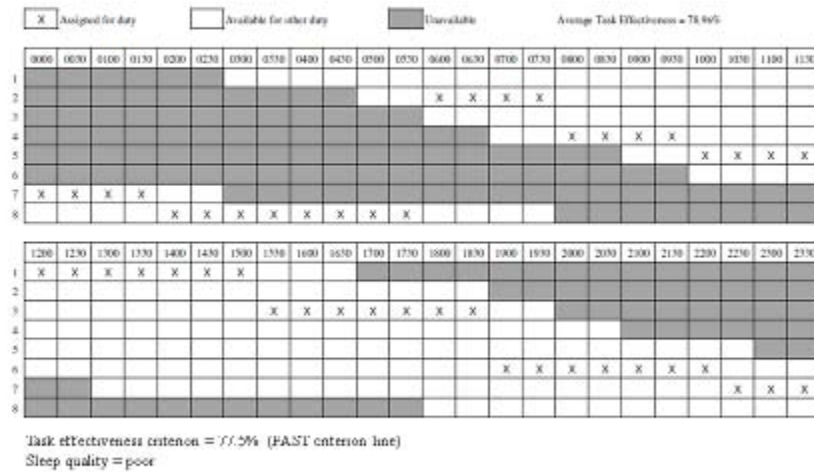 X Assigned for duty Available for other duty Unavailable Average Task Effectiveness = 78.96%
0000 0030 0100 0130 0200 0230 0300 0330 0400 0430 0500 0530 0600 0630 0700 0730 0800 0830 0900 0930 1000 1030 1100 1130
1
2 X X X X
3
4 X X X X
5 X X X X
6
7 X X X X
8 X X X X X X X X
1200 1230 1300 1330 1400 1430 1500 1530 1600 1630 1700 1730 1800 1830 1900 1930 2000 2030 2100 2130 2200 2230 2300 2330
1 X X X X X X X
2
3 X X X X X X X
4
5
6 X X X X X X X
7 X X X
8
Task effectiveness criterion = 77.5% (FAST criterion line)
Sleep quality = poor